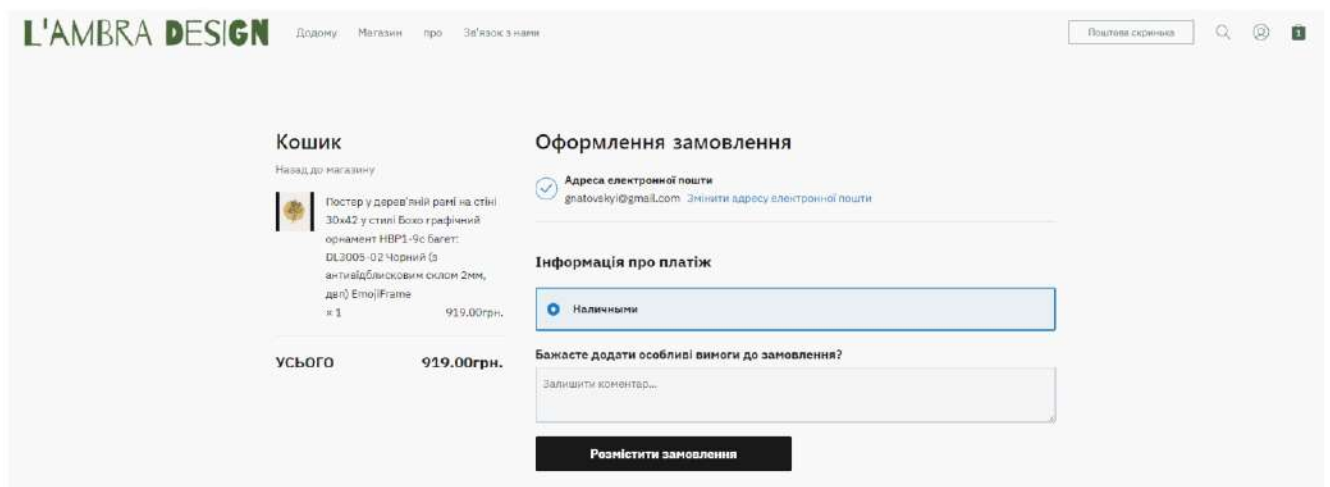 L'AMBRA DESIGN Додому Магазин про Зв'язок з нами Поштова скринька 1
Кошик
Назад до магазину
Постер у дерев'яній рамі на стіні
30x42 у стилі Бохо графічний
орнамент HBP1-9c багет:
DL3005-02 Чорний (з
антивідблисковим склом 2мм,
двп) EmojiFrame
× 1 919.00грн.
УСЬОГО 919.00грн.
Оформлення замовлення
Адреса електронної пошти
gnatovskyi@gmail.com Змінити адресу електронної пошти
Інформація про платіж
Наличными
Бажаєте додати особливі вимоги до замовлення?
Залишити коментар...
Розмістити замовлення